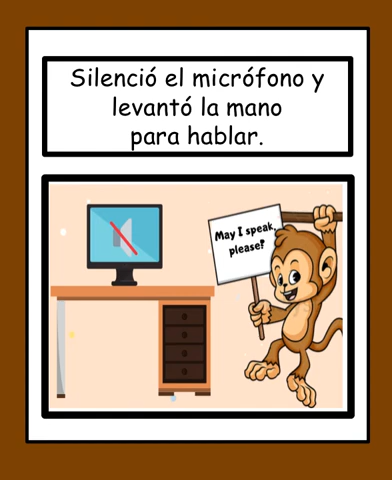 Silenció el micrófono y
levantó la mano
para hablar.
May I speak,
please?